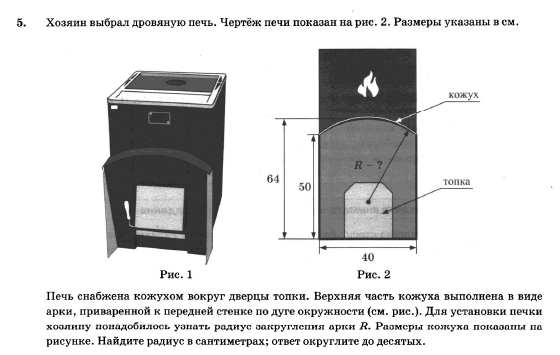 5. Хозяин выбрал дровяную печь. Чертёж печи показан на рис. 2. Размеры указаны в см.
кожух
R – ?
64
50
топка
40
Рис. 1 Рис. 2
Печь снабжена кожухом вокруг дверцы топки. Верхняя часть кожуха выполнена в виде
арки, приваренной к передней стенке по дуге окружности (см. рис.). Для установки печки
хозяину понадобилось узнать радиус закругления арки R. Размеры кожуха показаны на
рисунке. Найдите радиус в сантиметрах; ответ округлите до десятых.